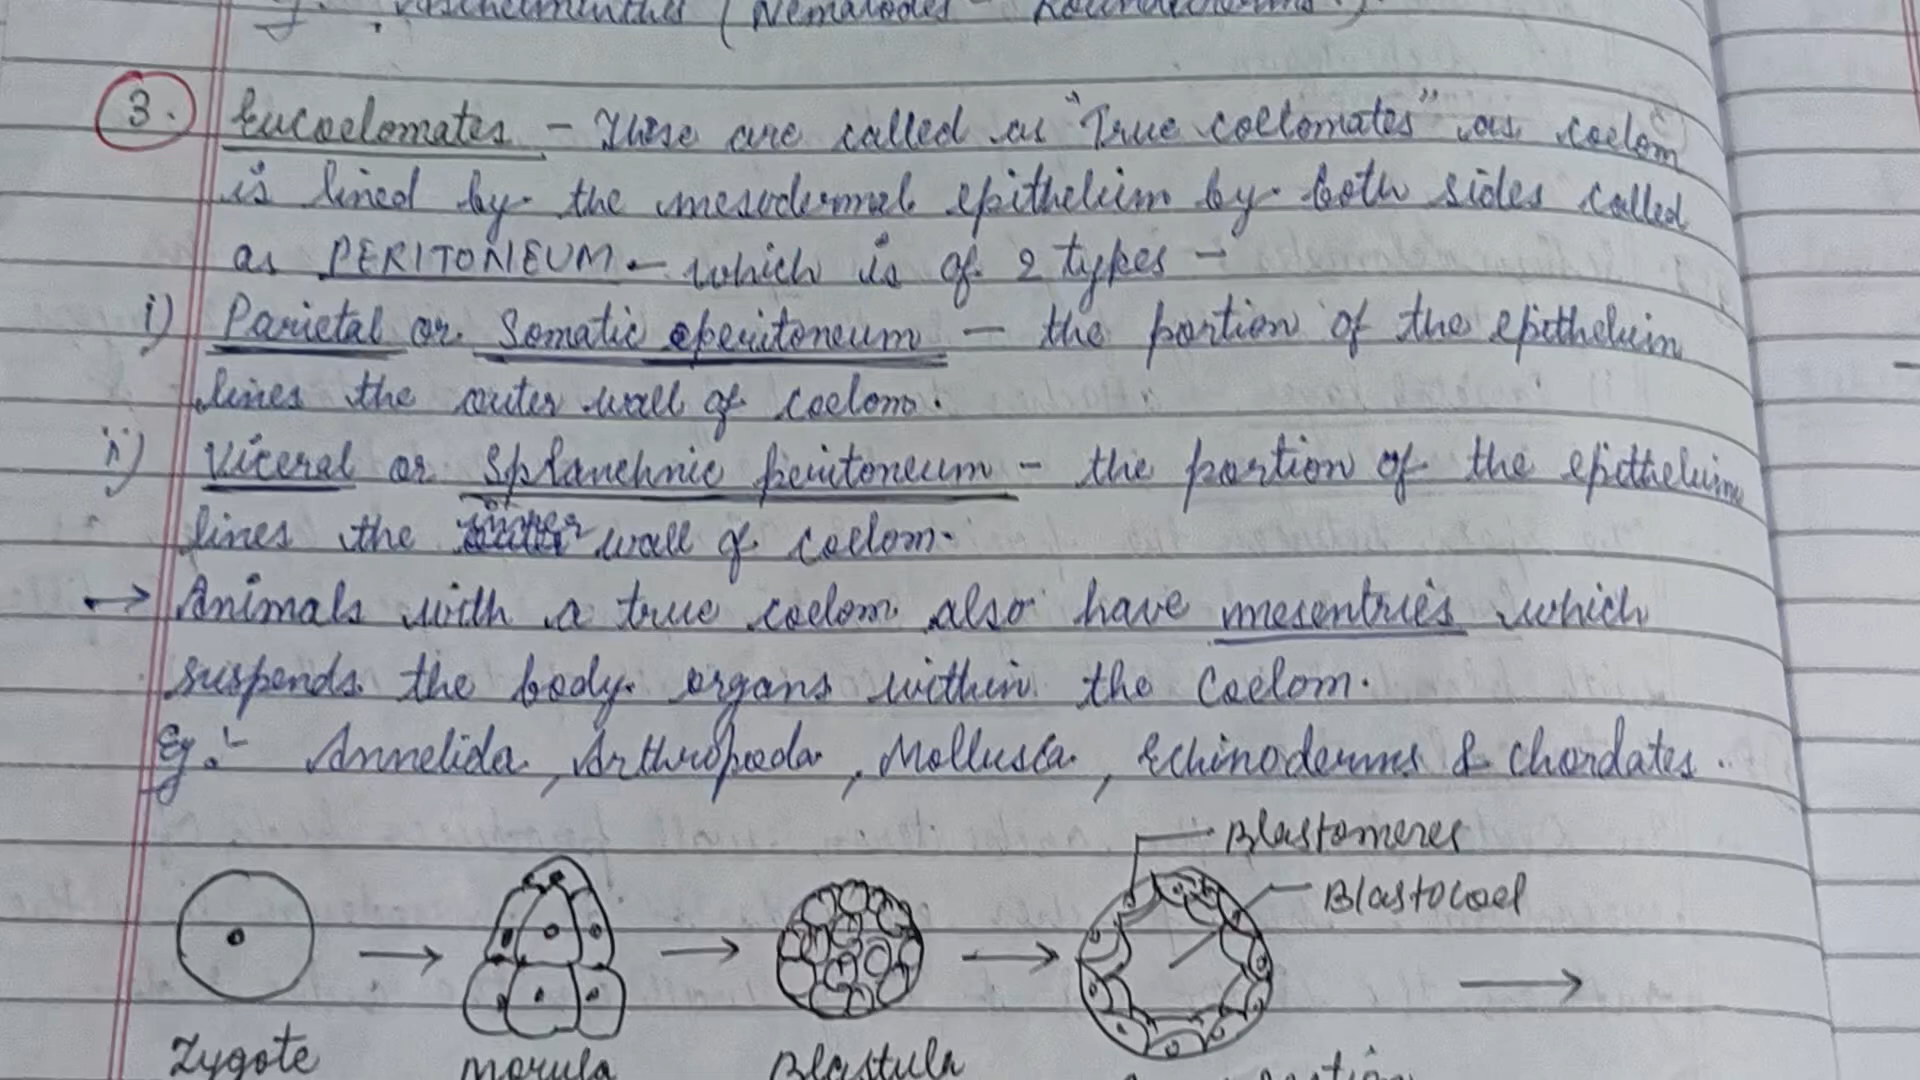 (Nematodes -
3. Eucoelomates - These are called as "True coelomates" as coelom
is lined by the mesodermal epithelium by both sides called
as PERITONEUM - which is of 2 types -
i) Parietal or Somatic peritoneum - the portion of the epithelium
lines the outer wall of coelom.
ii) Viceral or Splanchnic peritoneum - the portion of the epithelium
lines the inner wall of coelom.
→ Animals with a true coelom also have mesentries which
suspends the body organs within the Coelom.
Eg:- Annelida, Arthropoda, Mollusca, Echinoderms & chordates.
Blastomeres
Blastocoel
Zygote Morula Blastula